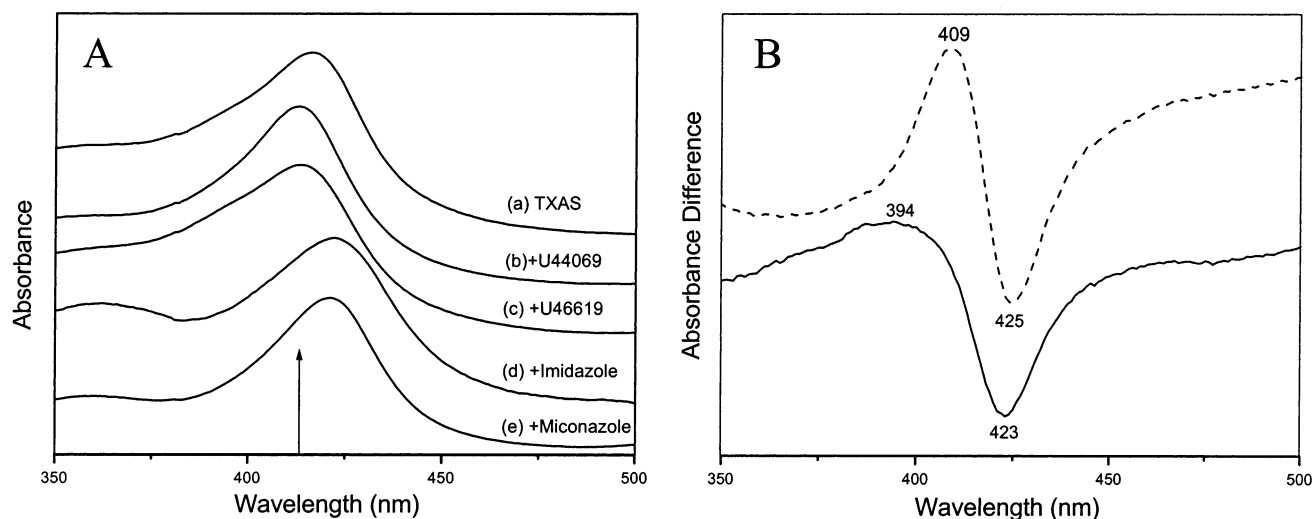 A
(a) TXAS
(b)+U44069
(c) +U46619
(d) +Imidazole
(e) +Miconazole
Absorbance
350
400
450
500
Wavelength (nm)
B
409
394
425
423
Absorbance Difference
350
400
450
500
Wavelength (nm)